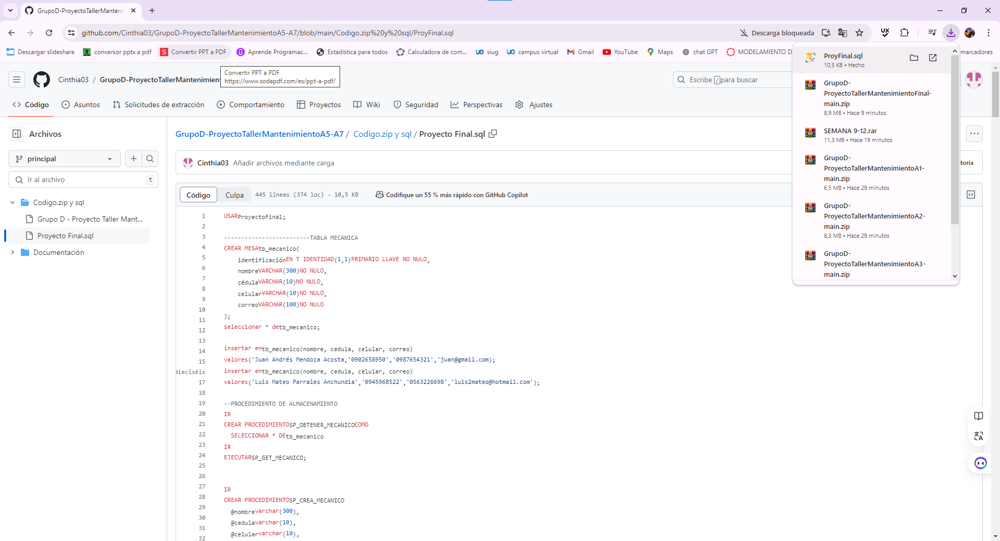 GrupoD-ProyectoTallerManteni
github.com/Cinthia03/GrupoD-ProyectoTallerMantenimientoA5-A7/blob/main/Codigo.zip%20y%20sql/ProyFinal.sql
Descarga bloqueada
Descargar slideshare
conversor pptx a pdf
Convertir PPT a PDF
Aprende Programac...
Estadística para todos
Calculadora de com...
siug
campus virtual
Gmail
YouTube
Maps
chat GPT
MODELAMIENTO D
marcadores
Convertir PPT a PDF
https://www.sodapdf.com/es/ppt-a-pdf/
Cinthia03 / GrupoD-ProyectoTallerMantenimient
Escribe / para buscar
Código
Asuntos
Solicitudes de extracción
Comportamiento
Proyectos
Wiki
Seguridad
Perspectivas
Ajustes
ProyFinal.sql
10,5 KB • Hecho
GrupoD-
ProyectoTallerMantenimientoFinal-
main.zip
8,9 MB • Hace 9 minutos
SEMANA 9-12.rar
11,3 MB • Hace 19 minutos
GrupoD-
ProyectoTallerMantenimientoA1-
main.zip
6,5 MB • Hace 29 minutos
GrupoD-
ProyectoTallerMantenimientoA2-
main.zip
8,3 MB • Hace 29 minutos
GrupoD-
ProyectoTallerMantenimientoA3-
main.zip
Archivos
principal
Ir al archivo
t
Codigo.zip y sql
Grupo D - Proyecto Taller Mant...
Proyecto Final.sql
Documentación
GrupoD-ProyectoTallerMantenimientoA5-A7 / Codigo.zip y sql / Proyecto Final.sql
Cinthia03 Añadir archivos mediante carga
toria
Código
Culpa
445 líneas (374 loc) · 10,5 KB
Codifique un 55 % más rápido con GitHub Copilot
1 USARProyectoFinal;
2
3 -------------------------TABLA MECANICA
4 CREAR MESAtb_mecanico(
5 identificaciónEN T IDENTIDAD(1,1)PRIMARIO LLAVE NO NULO,
6 nombreVARCHAR(300)NO NULO,
7 cédulaVARCHAR(10)NO NULO,
8 celularVARCHAR(10)NO NULO,
9 correoVARCHAR(100)NO NULO
10 );
11 seleccionar * detb_mecanico;
12
13 insertar entb_mecanico(nombre, cedula, celular, correo)
14 valores('Juan Andrés Mendoza Acosta,'0902658950','0987654321','juan@gmail.com);
15 insertar entb_mecanico(nombre, cedula, celular, correo)
dieciséis valores('Luis Mateo Parrales Anchundia','0945968522','0563226698','luis2mateo@hotmail.com');
17
18 --PROCEDIMIENTO DE ALMACENAMIENTO
19 IR
20 CREAR PROCEDIMIENTOSP_OBTENER_MECANICOCOMO
21 SELECCIONAR * DEtb_mecanico
22 IR
23 EJECUTARSP_GET_MECANICO;
24
25
26 IR
27 CREAR PROCEDIMIENTOSP_CREA_MECANICO
28 @nombrevarchar(300),
29 @cedulavarchar(10),
30 @celularvarchar(10),
31
32